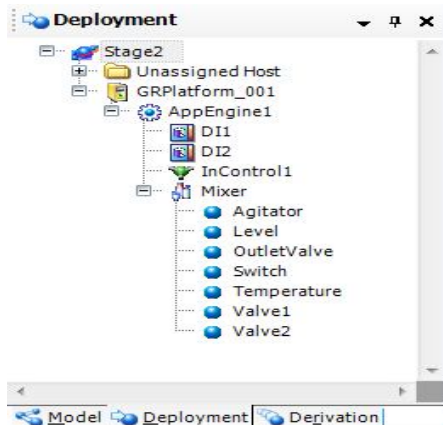 Deployment
Stage2
Unassigned Host
GRPlatform_001
AppEngine1
DI1
DI2
InControl1
Mixer
Agitator
Level
OutletValve
Switch
Temperature
Valve1
Valve2
Model Deployment Derivation